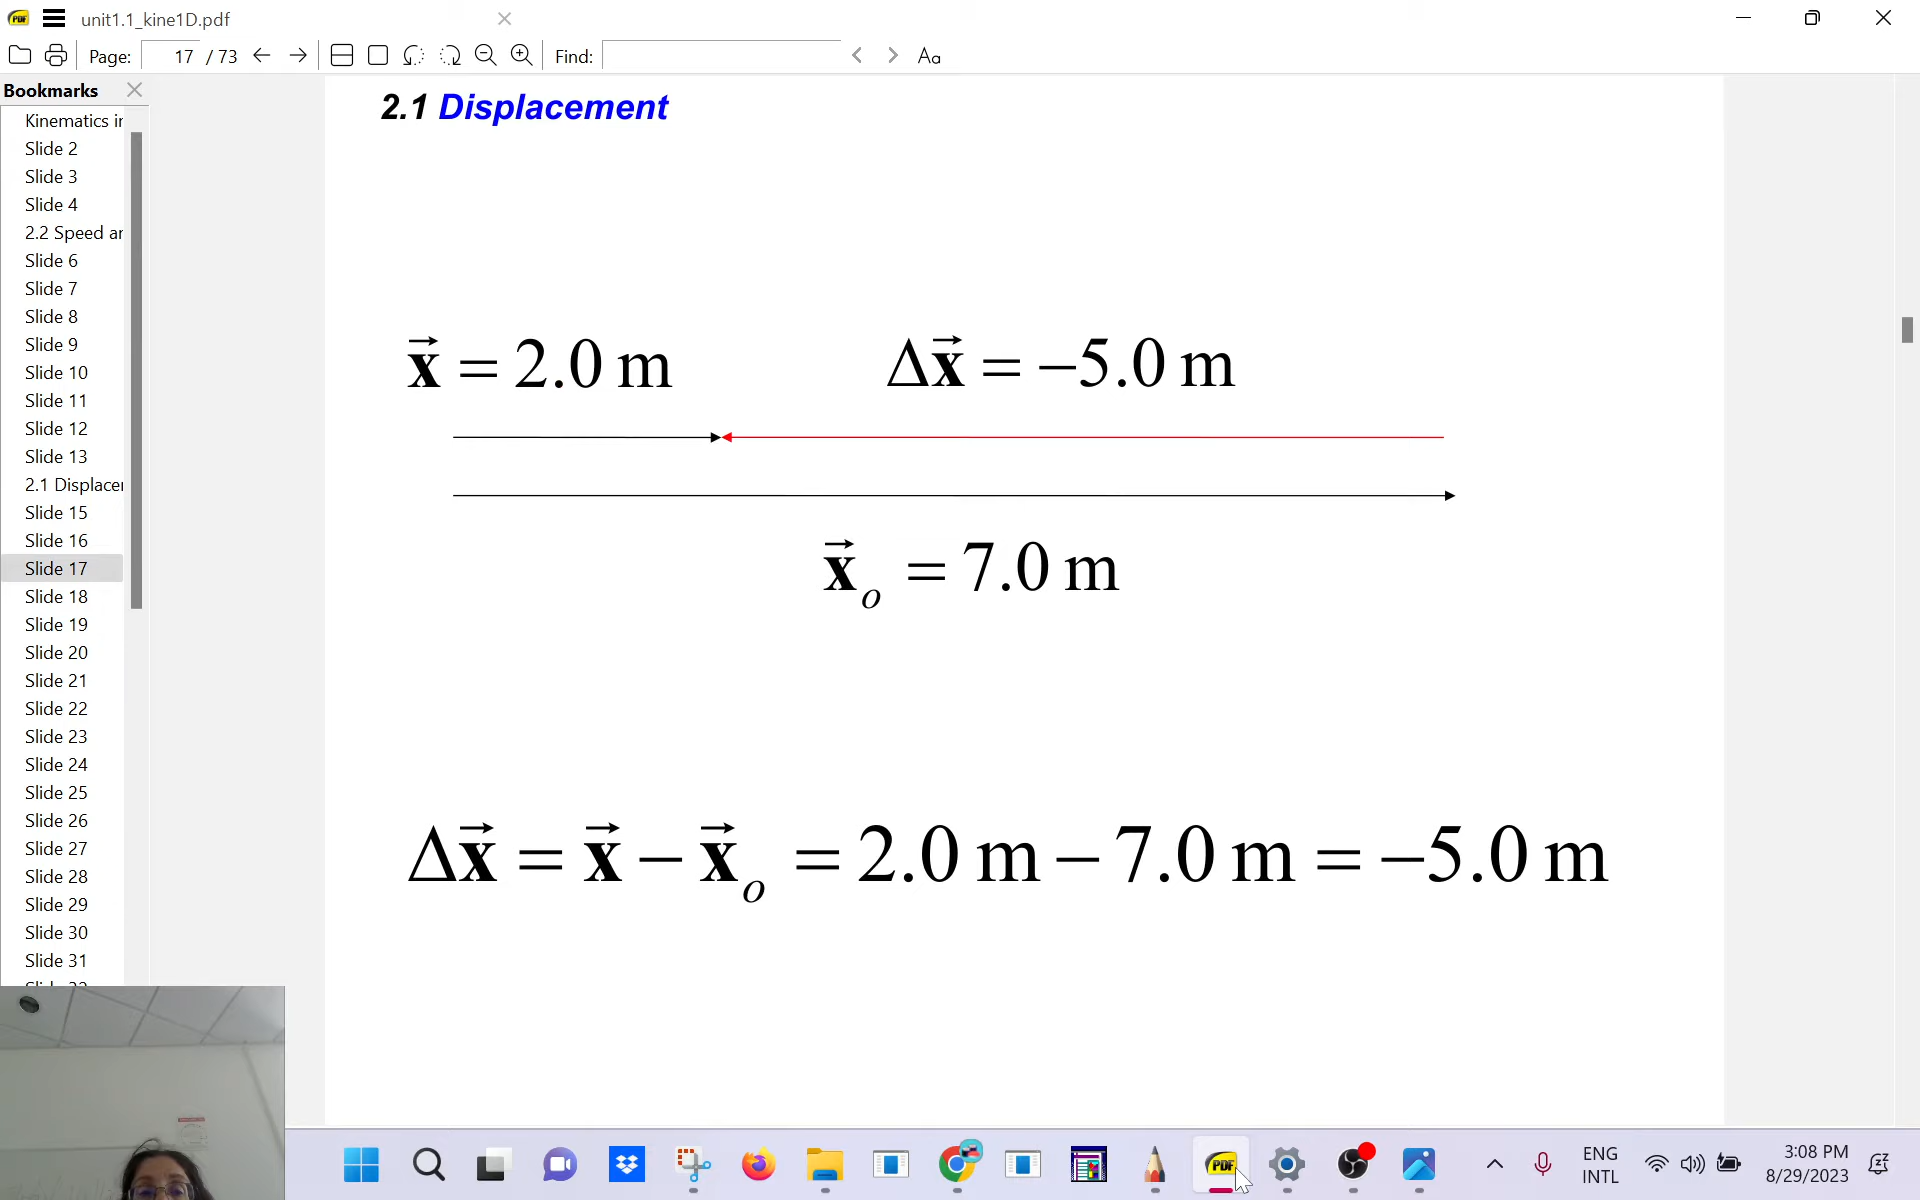 unit1.1_kine1D.pdf
Page: 17 / 73 Find: Aa
Bookmarks
Kinematics ir
Slide 2
Slide 3
Slide 4
2.2 Speed ar
Slide 6
Slide 7
Slide 8
Slide 9
Slide 10
Slide 11
Slide 12
Slide 13
2.1 Displacer
Slide 15
Slide 16
Slide 17
Slide 18
Slide 19
Slide 20
Slide 21
Slide 22
Slide 23
Slide 24
Slide 25
Slide 26
Slide 27
Slide 28
Slide 29
Slide 30
Slide 31
2.1 Displacement
x⃗ = 2.0 m
Δx⃗ = −5.0 m
x⃗ₒ = 7.0 m
Δx⃗ = x⃗ − x⃗ₒ = 2.0 m − 7.0 m = −5.0 m
PDF
ENG
INTL
3:08 PM
8/29/2023